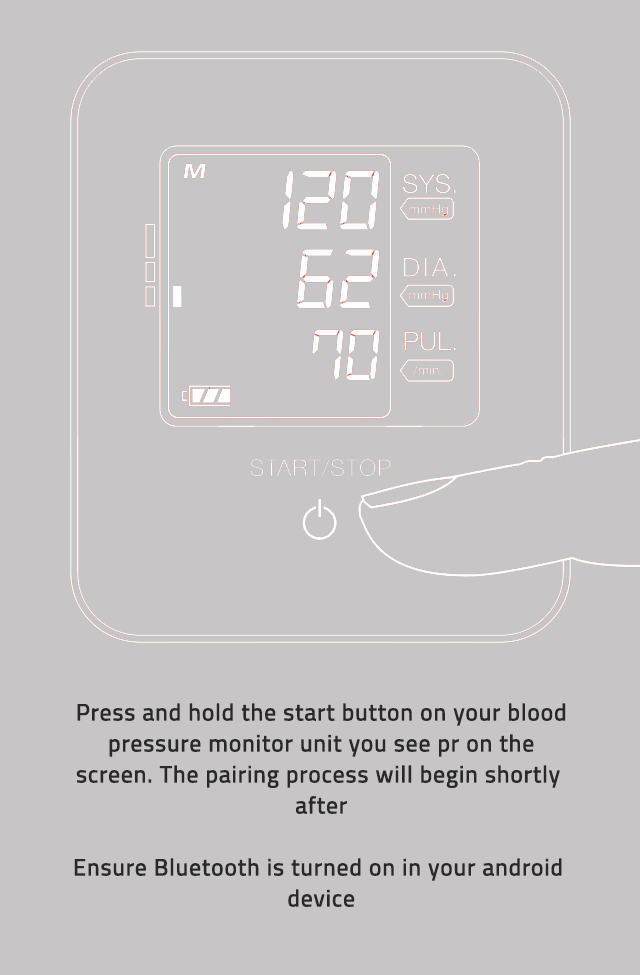 M
120 SYS.
mmHg
62 DIA.
mmHg
70 PUL.
/min.
START/STOP
Press and hold the start button on your blood
pressure monitor unit you see pr on the
screen. The pairing process will begin shortly
after
Ensure Bluetooth is turned on in your android
device